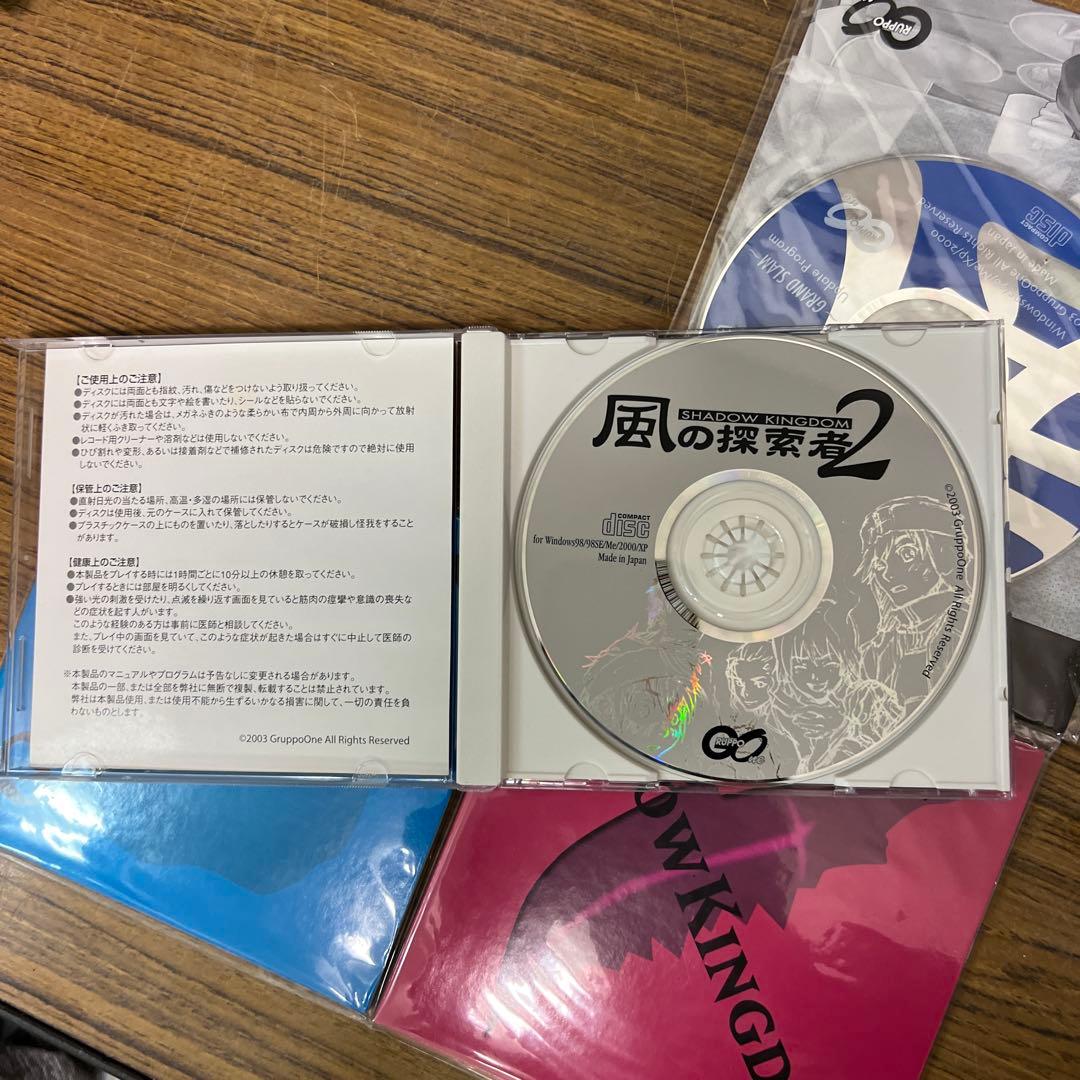 【ご使用上のご注意】
●ディスクには両面とも指紋、汚れ、傷などをつけないよう取り扱ってください。
●ディスクには両面とも文字や絵を書いたり、シールなどを貼らないでください。
●ディスクが汚れた場合は、メガネふきのような柔らかい布で内周から外周に向かって放射
状に軽くふき取ってください。
●レコード用クリーナーや溶剤などは使用しないでください。
●ひび割れや変形、あるいは接着剤などで補修されたディスクは危険ですので絶対に使用
しないでください。
【保管上のご注意】
●直射日光の当たる場所、高温・多湿の場所には保管しないでください。
●ディスクは使用後、元のケースに入れて保管してください。
●プラスチックケースの上にものを置いたり、落としたりするとケースが破損し怪我をすること
があります。
【健康上のご注意】
●本製品をプレイする時には1時間ごとに10分以上の休憩を取ってください。
●プレイするときには部屋を明るくしてください。
●強い光の刺激を受けたり、点滅を繰り返す画面を見ていると筋肉の痙攣や意識の喪失な
どの症状を起す人がいます。
このような経験のある方は事前に医師と相談してください。
また、プレイ中の画面を見ていて、このような症状が起きた場合はすぐに中止して医師の
診断を受けてください。
※本製品のマニュアルやプログラムは予告なしに変更される場合があります。
本製品の一部、または全部を弊社に無断で複製、転載することは禁止されています。
弊社は本製品使用、または使用不能から生ずるいかなる損害に関して、一切の責任を負
わないものとします。
©2003 GruppoOne All Rights Reserved
SHADOW KINGDOM
風の探索者2
COMPACT
disc
for Windows98/98SE/Me/2000/XP
Made in Japan
©2003 GruppoOne All Rights Reserved
GRUPPO
One
RUPPO
COMPACT
disc
GRAND SLAM~
Update Program
/Me/Xp/2000
GruppoOne All Rights Reserved
Made in Japan
OW KINGD